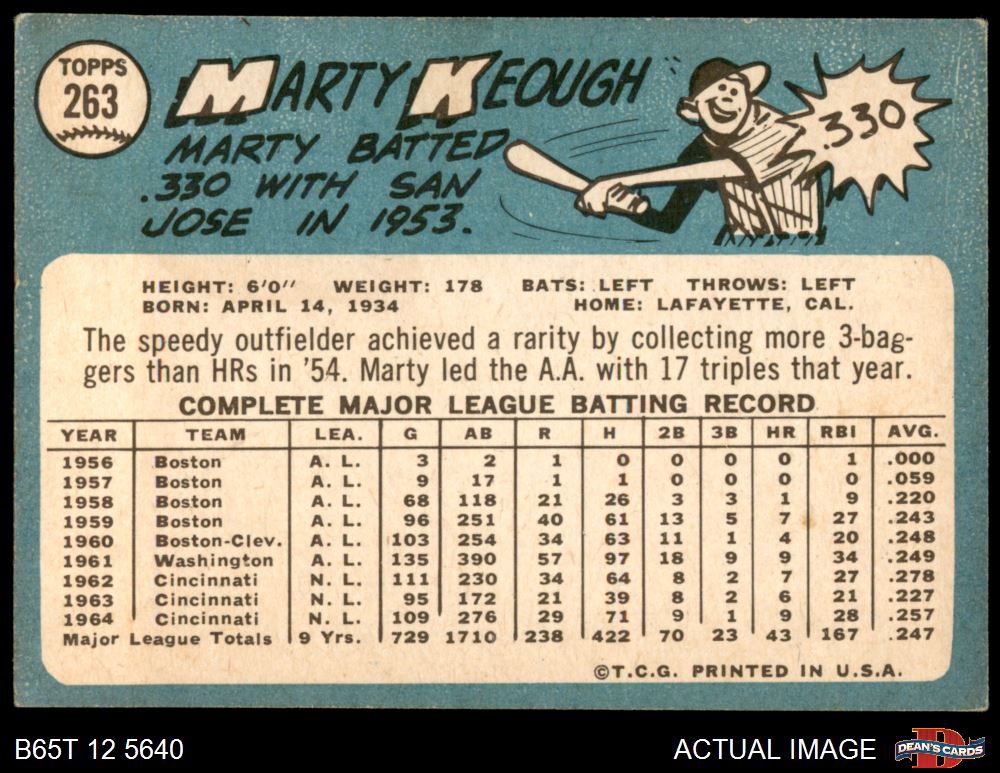 TOPPS
263
MARTY KEOUGH
MARTY BATTED
.330 WITH SAN
JOSE IN 1953.
.330
HEIGHT: 6'0" WEIGHT: 178 BATS: LEFT THROWS: LEFT
BORN: APRIL 14, 1934 HOME: LAFAYETTE, CAL.
The speedy outfielder achieved a rarity by collecting more 3-bag-
gers than HRs in '54. Marty led the A.A. with 17 triples that year.
COMPLETE MAJOR LEAGUE BATTING RECORD
YEAR TEAM LEA. G AB R H 2B 3B HR RBI AVG.
1956 Boston A. L. 3 2 1 0 0 0 0 1 .000
1957 Boston A. L. 9 17 1 1 0 0 0 0 .059
1958 Boston A. L. 68 118 21 26 3 3 1 9 .220
1959 Boston A. L. 96 251 40 61 13 5 7 27 .243
1960 Boston-Clev. A. L. 103 254 34 63 11 1 4 20 .248
1961 Washington A. L. 135 390 57 97 18 9 9 34 .249
1962 Cincinnati N. L. 111 230 34 64 8 2 7 27 .278
1963 Cincinnati N. L. 95 172 21 39 8 2 6 21 .227
1964 Cincinnati N. L. 109 276 29 71 9 1 9 28 .257
Major League Totals 9 Yrs. 729 1710 238 422 70 23 43 167 .247
©T.C.G. PRINTED IN U.S.A.
B65T 12 5640 ACTUAL IMAGE DEAN'S CARDS